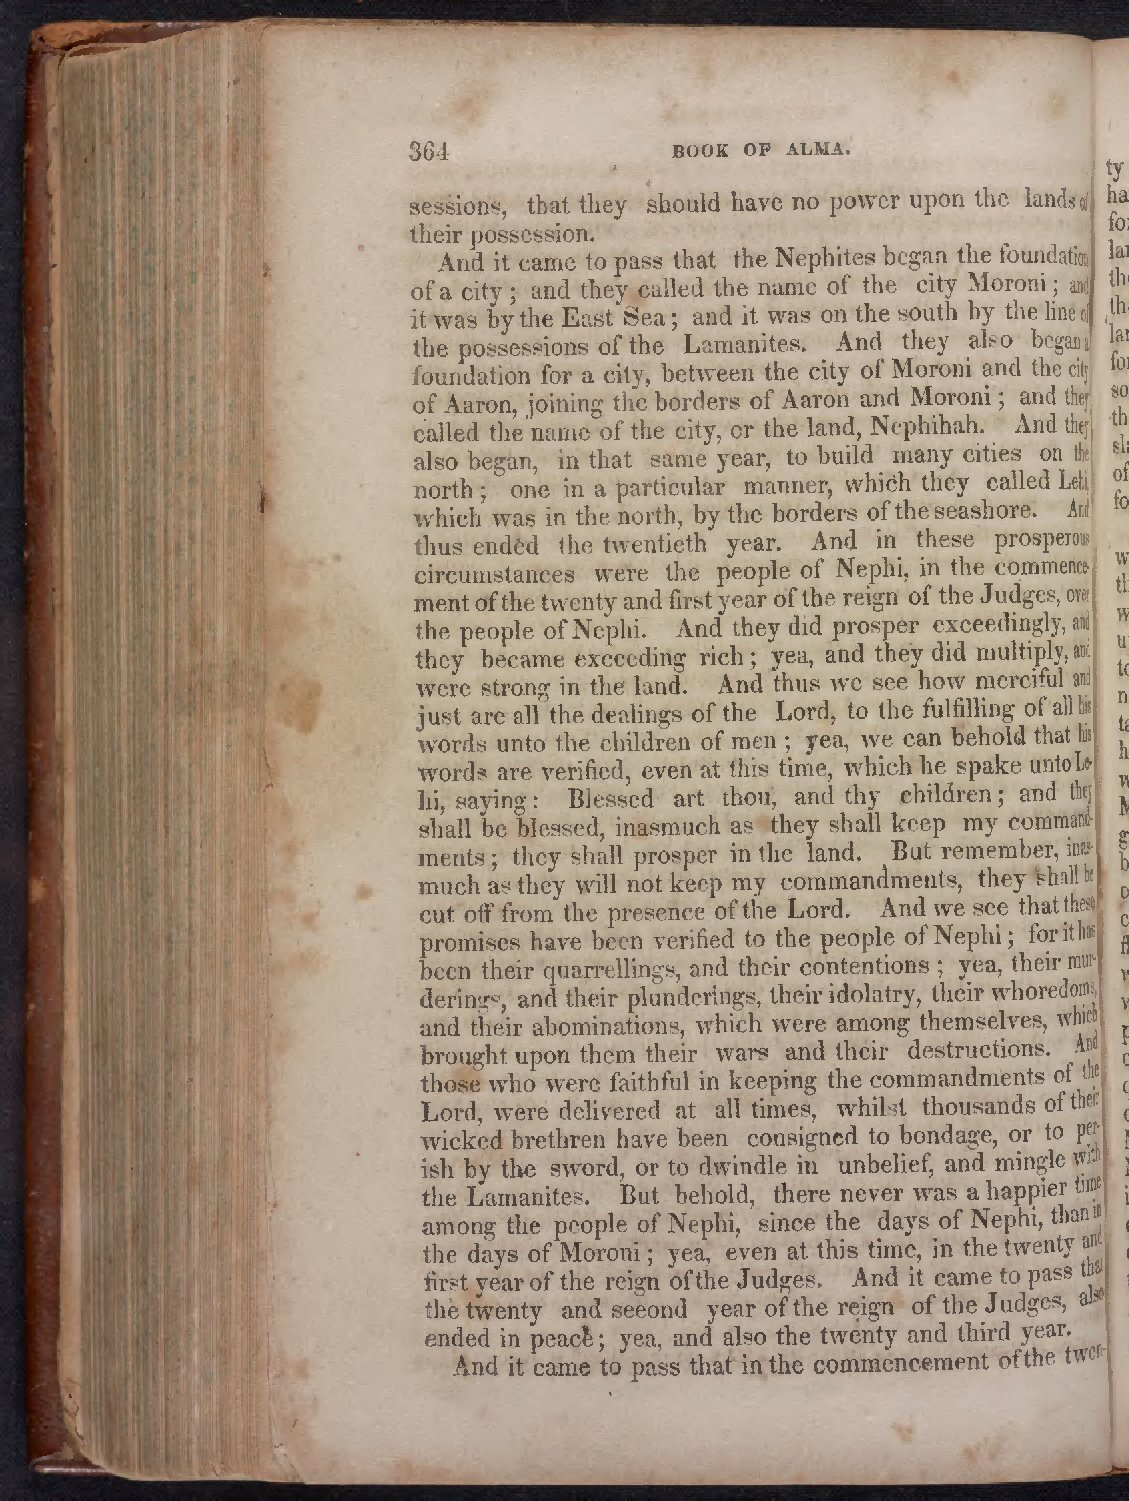 364 BOOK OF ALMA.
sessions, that they should have no power upon the lands of
their possession.
And it came to pass that the Nephites began the foundation
of a city; and they called the name of the city Moroni; and
it was by the East Sea; and it was on the south by the line of
the possessions of the Lamanites. And they also began a
foundation for a city, between the city of Moroni and the city
of Aaron, joining the borders of Aaron and Moroni; and they
called the name of the city, or the land, Nephihah. And they
also began, in that same year, to build many cities on the
north; one in a particular manner, which they called Lehi,
which was in the north, by the borders of the seashore. And
thus ended the twentieth year. And in these prosperous
circumstances were the people of Nephi, in the commence-
ment of the twenty and first year of the reign of the Judges, over
the people of Nephi. And they did prosper exceedingly, and
they became exceeding rich; yea, and they did multiply, and
were strong in the land. And thus we see how merciful and
just are all the dealings of the Lord, to the fulfilling of all his
words unto the children of men; yea, we can behold that his
words are verified, even at this time, which he spake unto Le-
hi, saying: Blessed art thou, and thy children; and they
shall be blessed, inasmuch as they shall keep my command-
ments; they shall prosper in the land. But remember, inas-
much as they will not keep my commandments, they shall be
cut off from the presence of the Lord. And we see that these
promises have been verified to the people of Nephi; for it has
been their quarrellings, and their contentions; yea, their mur-
derings, and their plunderings, their idolatry, their whoredoms,
and their abominations, which were among themselves, which
brought upon them their wars and their destructions. And
those who were faithful in keeping the commandments of the
Lord, were delivered at all times, whilst thousands of their
wicked brethren have been consigned to bondage, or to per-
ish by the sword, or to dwindle in unbelief, and mingle with
the Lamanites. But behold, there never was a happier time
among the people of Nephi, since the days of Nephi, than in
the days of Moroni; yea, even at this time, in the twenty and
first year of the reign of the Judges. And it came to pass that
the twenty and second year of the reign of the Judges, also
ended in peace; yea, and also the twenty and third year.
And it came to pass that in the commencement of the twen-